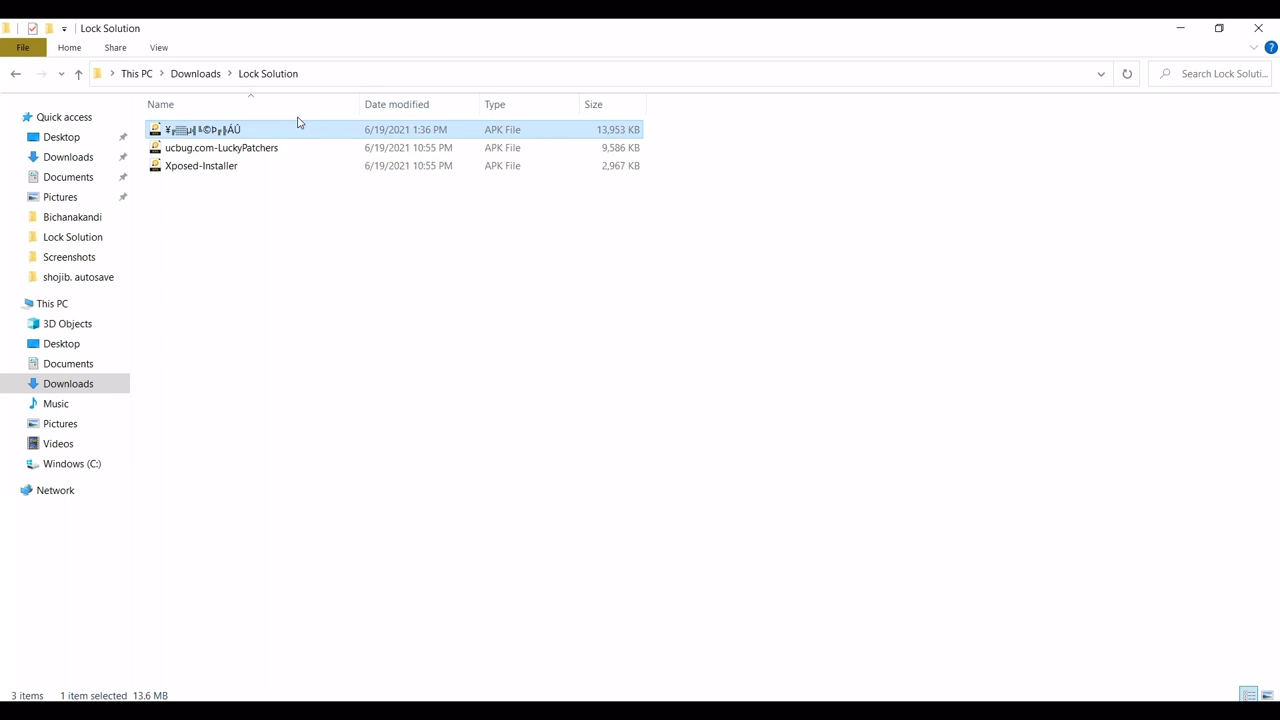 Lock Solution
File Home Share View
This PC Downloads Lock Solution Search Lock Soluti...
Name Date modified Type Size
6/19/2021 1:36 PM APK File 13,953 KB
ucbug.com-LuckyPatchers 6/19/2021 10:55 PM APK File 9,586 KB
Xposed-Installer 6/19/2021 10:55 PM APK File 2,967 KB
Quick access
Desktop
Downloads
Documents
Pictures
Bichanakandi
Lock Solution
Screenshots
shojib. autosave
This PC
3D Objects
Desktop
Documents
Downloads
Music
Pictures
Videos
Windows (C:)
Network
3 items 1 item selected 13.6 MB